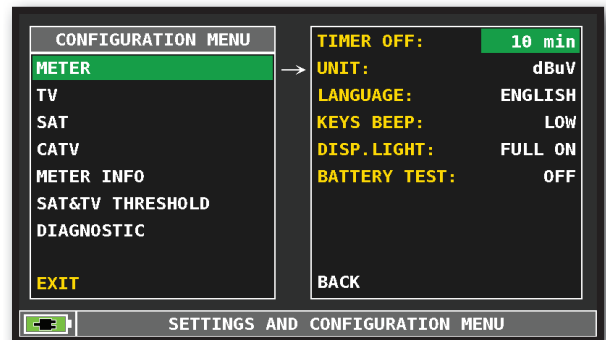 CONFIGURATION MENU
METER
TV
SAT
CATV
METER INFO
SAT&TV THRESHOLD
DIAGNOSTIC
EXIT
TIMER OFF: 10 min
UNIT: dBuV
LANGUAGE: ENGLISH
KEYS BEEP: LOW
DISP.LIGHT: FULL ON
BATTERY TEST: OFF
BACK
SETTINGS AND CONFIGURATION MENU